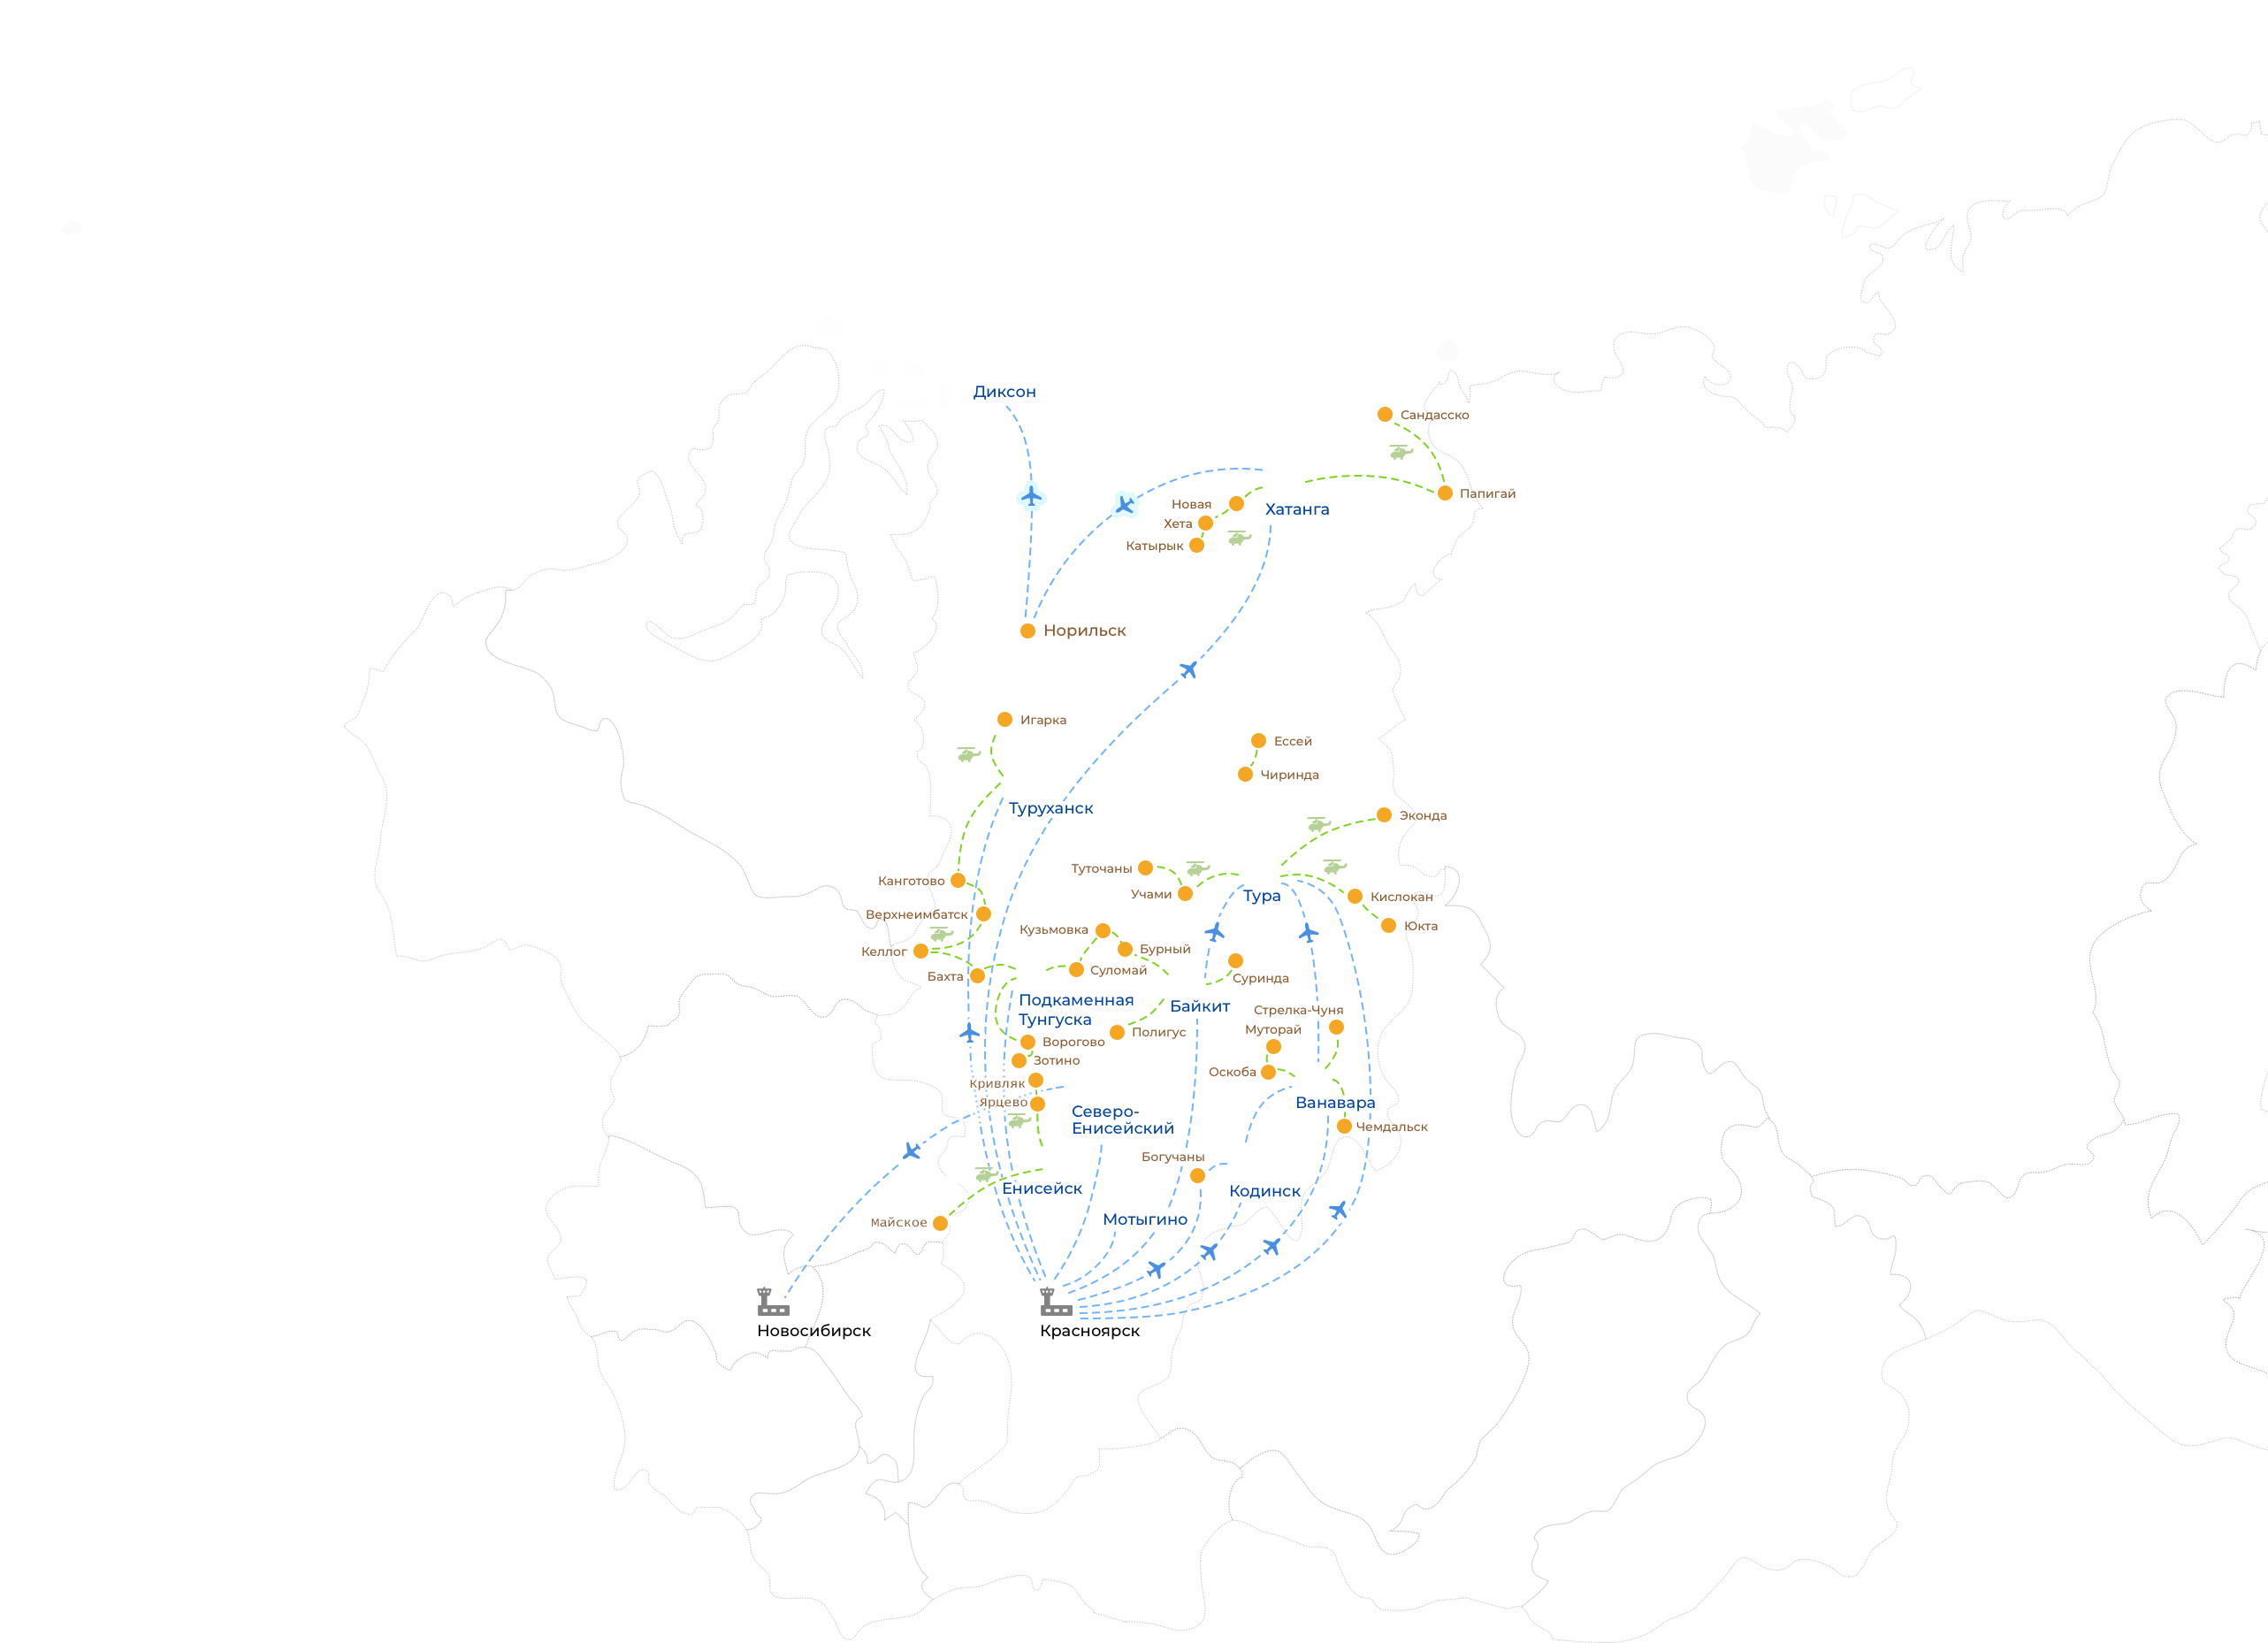 Диксон
Сандасско
Папигай
Новая
Хатанга
Хета
Катырык
Норильск
Игарка
Ессей
Чиринда
Туруханск
Эконда
Туточаны
Канготово
Учами
Тура
Кислокан
Верхнеимбатск
Юкта
Кузьмовка
Бурный
Келлог
Суломай
Бахта
Суринда
Подкаменная
Тунгуска
Байкит
Стрелка-Чуня
Муторай
Полигус
Ворогово
Зотино
Оскоба
Кривляк
Ярцево
Ванавара
Северо-
Енисейский
Чемдальск
Богучаны
Енисейск
Кодинск
Мотыгино
Майское
Новосибирск
Красноярск